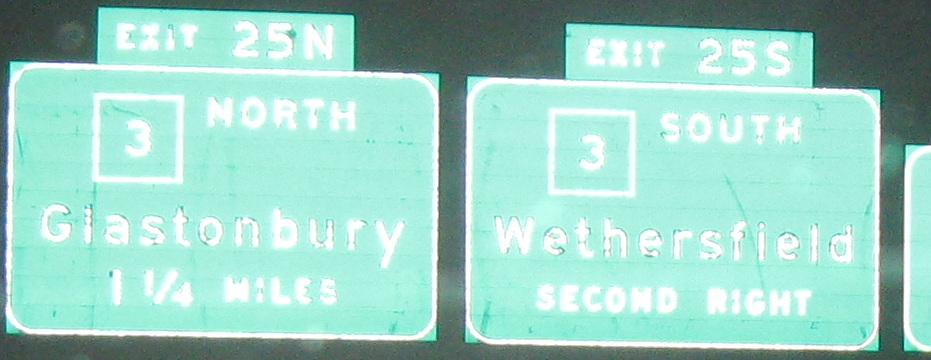 EXIT 25N
3 NORTH
Glastonbury
1 1/4 MILES
EXIT 25S
3 SOUTH
Wethersfield
SECOND RIGHT